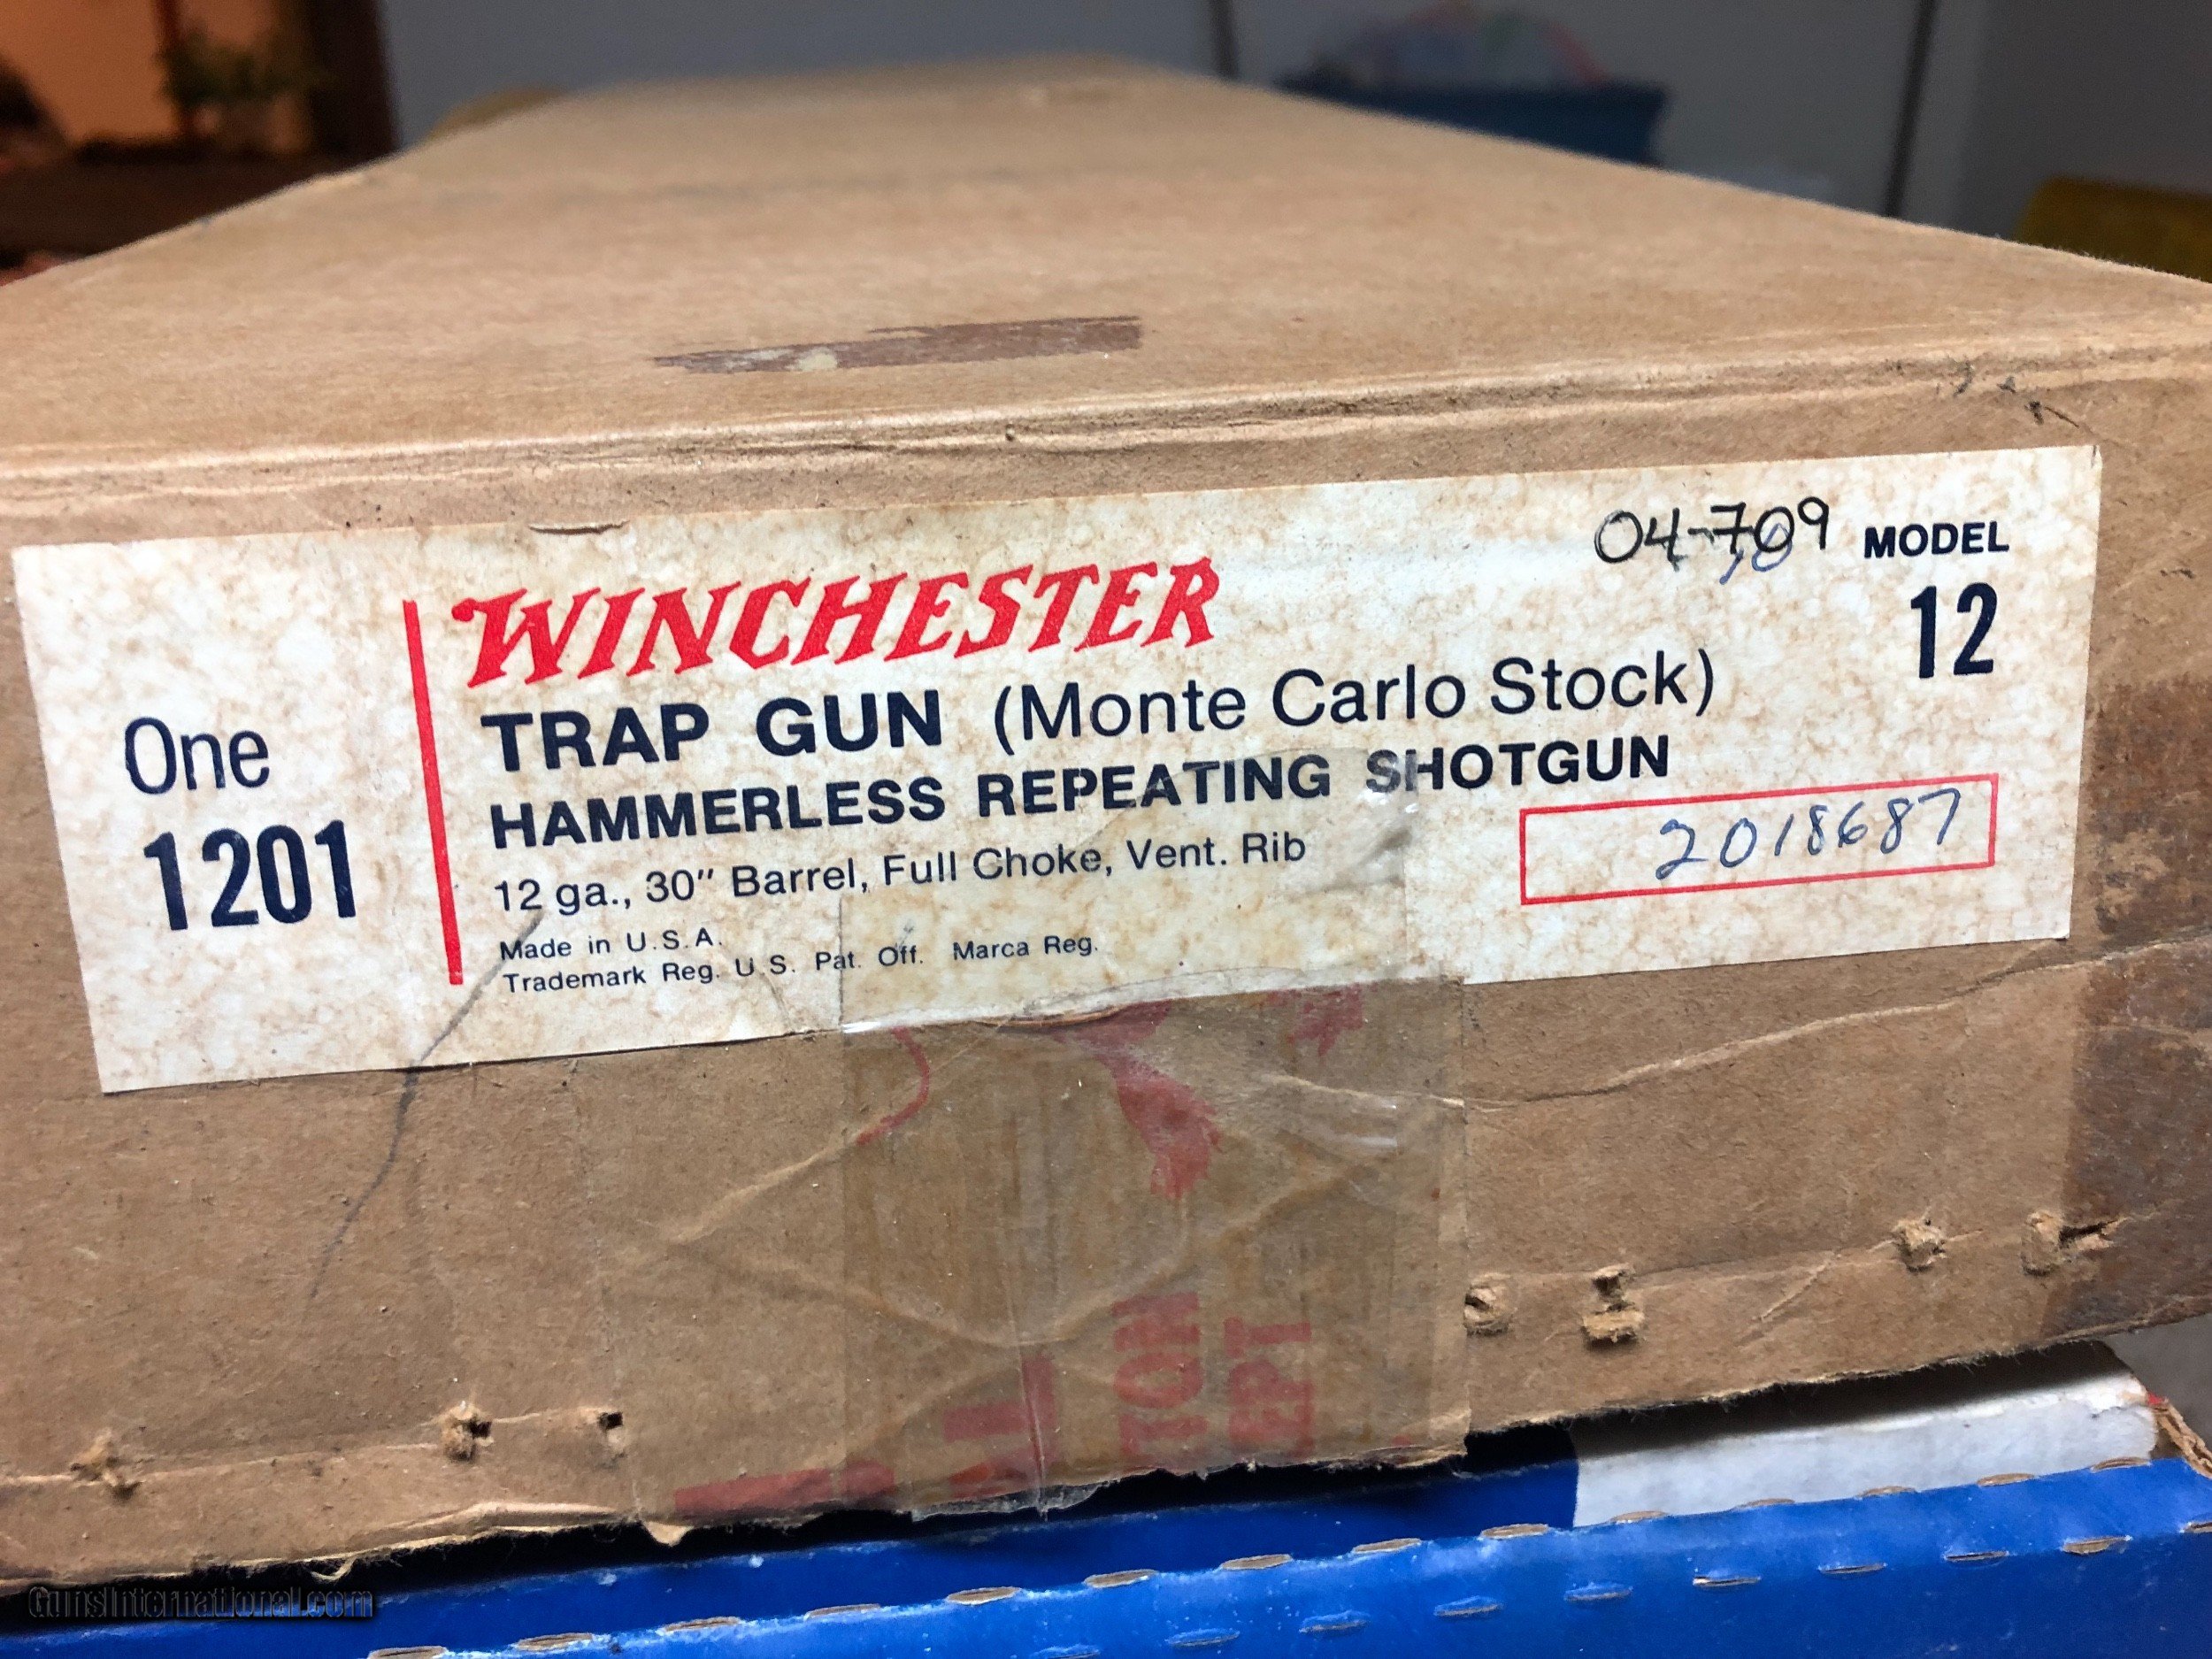 04-709
MODEL
12
WINCHESTER
TRAP GUN (Monte Carlo Stock)
HAMMERLESS REPEATING SHOTGUN
12 ga., 30" Barrel, Full Choke, Vent. Rib
Made in U.S.A.
Trademark Reg. U.S. Pat. Off. Marca Reg.
One
1201
2018687
GunsInternational.com